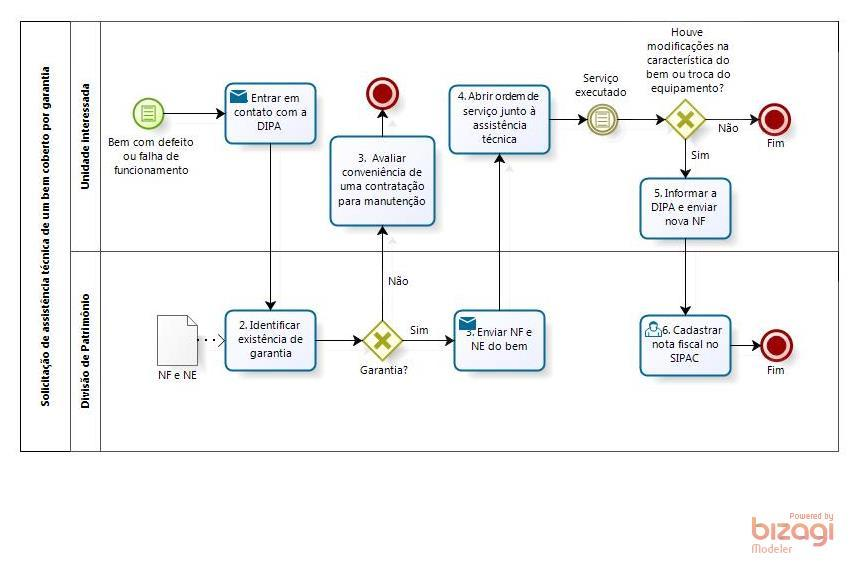 Solicitação de assistência técnica de um bem coberto por garantia
Unidade Interessada
Bem com defeito
ou falha de
funcionamento
Entrar em
contato com a
DIPA
3. Avaliar
conveniência de
uma contratação
para manutenção
4. Abrir ordem de
serviço junto à
assistência
técnica
Serviço
executado
Houve
modificações na
característica do
bem ou troca do
equipamento?
Não
Fim
Sim
5. Informar a
DIPA e enviar
nova NF
Divisão de Patrimônio
NF e NE
2. Identificar
existência de
garantia
Não
Garantia?
Sim
3. Enviar NF e
NE do bem
6. Cadastrar
nota fiscal no
SIPAC
Fim
Powered by
bizagi
Modeler